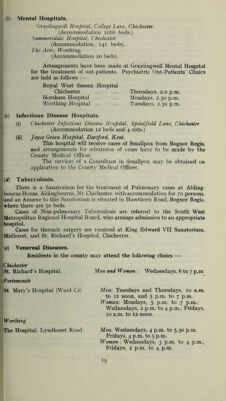 (b) Mental Hospitals.
Graylingwell Hospital, College Lane, Chichester.
(Accommodation 1086 beds.)
Summersdale Hospital, Chichester.
(Accommodation, 141 beds).
The Acre, Worthing.
(Accommodation 20 beds).
Arrangements have been made at Graylingwell Mental Hospital
for the treatment of out-patients. Psychiatric Out-Patients' Clinics
are held as follows :—
Royal West Sussex Hospital
Chichester ... ... Thursdays, 2.0 p.m.
Horsham Hospital ... Mondays, 2.30 p.m.
Worthing Hospital ... Tuesdays, 2.30 p.m.
(c) Infectious Disease Hospitals.
(i) Chichester Infectious Disease Hospital, Spitalfield Lane, Chichester
(Accommodation 12 beds and 4 cots.)
(ii) Joyce Green Hospital, Dartford, Kent.
This hospital will receive cases of Smallpox from Bognor Regis,
and arrangements for admission of cases have to be made by the
County Medical Officer.
The services of a Consultant in Smallpox may be obtained on
application to the County Medical Officer.
(d) Tuberculosis.
There is a Sanatorium for the treatment of Pulmonary cases at Alding-
bourne House, Aldingbourne, Nr. Chichester, with accommodation for 70 persons,
and an Annexe to this Sanatorium is situated in Hawthorn Road, Bognor Regis,
where there are 50 beds.
Cases of Non-pulmonary Tuberculosis are referred to the South West
Metropolitan Regional Hospital Board, who arrange admission to an appropriate
hospital.
Cases for thoracic surgery are received at King Edward VII Sanatorium,
Midhurst, and St. Richard's Hospital, Chichester.
(e) Venereal Diseases.
Residents in the county may attend the following clinics :—
Chichester
St. Richard's Hospital. Men and Women : Wednesdays, 6 to 7 p.m
Portsmouth
St. Mary's Hospital (Ward C2) Men: Tuesdays and Thursdays, 10 a.m.
to 12 noon, and 5 p.m. to 7 p.m.
Women: Mondays, 5 p.m. to 7 p.m.;
Wednesdays, 2 p.m. to 4 p.m.; Fridays,
10 a.m. to 12 noon.
Worthing
The Hospital, Lyndhurst Road. Men: Wednesdays, 4 p.m. to 5.30 p.m.
Fridays, 4 p.m. to 5 p.m.
Women: Wednesdays, 3 p.m. to 4 p.m.;
Fridays, 2 p.m. to 4 p.m.
19